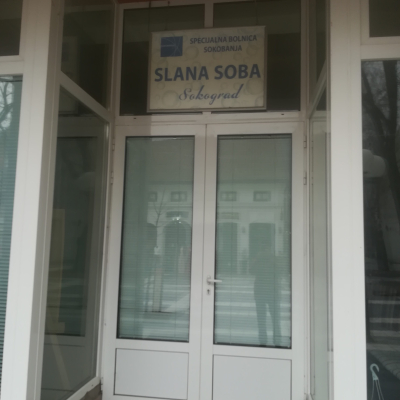 SPECIJALNA BOLNICA
SOKOBANJA
SLANA SOBA
Sokograd